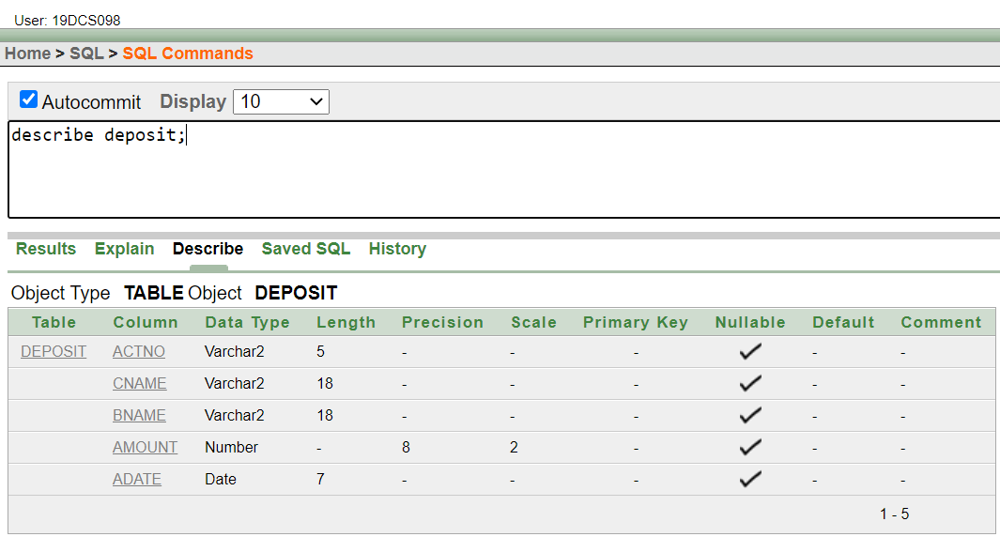 User: 19DCS098
Home > SQL > SQL Commands
Autocommit Display 10
describe deposit;
Results Explain Describe Saved SQL History
Object Type TABLE Object DEPOSIT
Table Column Data Type Length Precision Scale Primary Key Nullable Default Comment
DEPOSIT ACTNO Varchar2 5 - - - - -
CNAME Varchar2 18 - - - - -
BNAME Varchar2 18 - - - - -
AMOUNT Number - 8 2 - - -
ADATE Date 7 - - - - -
1 - 5